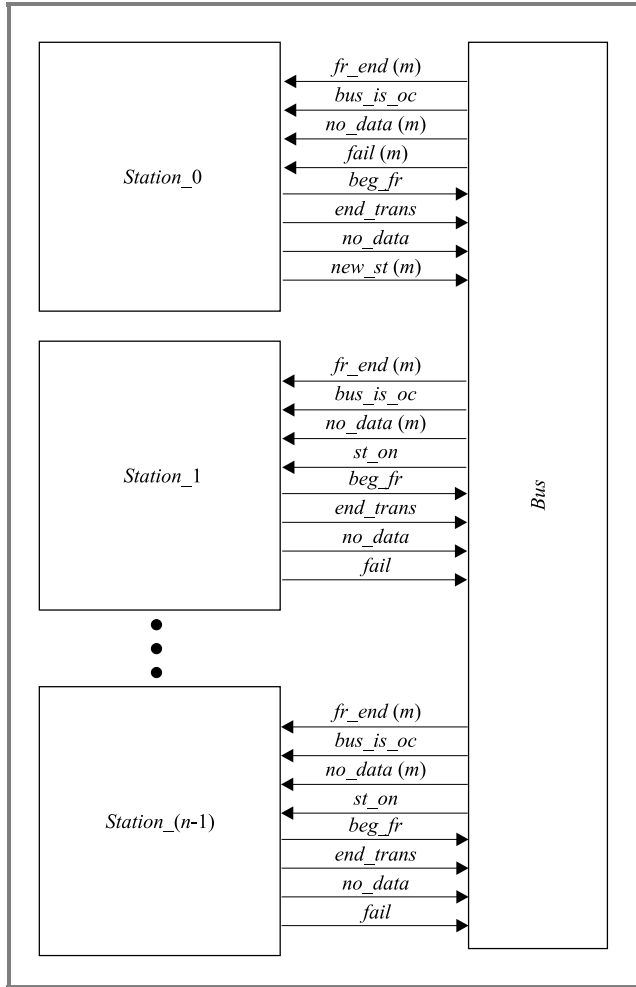 fr_end (m)
bus_is_oc
no_data (m)
fail (m)
beg_fr
end_trans
no_data
new_st (m)
Station_0
fr_end (m)
bus_is_oc
no_data (m)
st_on
beg_fr
end_trans
no_data
fail
Station_1
Bus
fr_end (m)
bus_is_oc
no_data (m)
st_on
beg_fr
end_trans
no_data
fail
Station_(n-1)